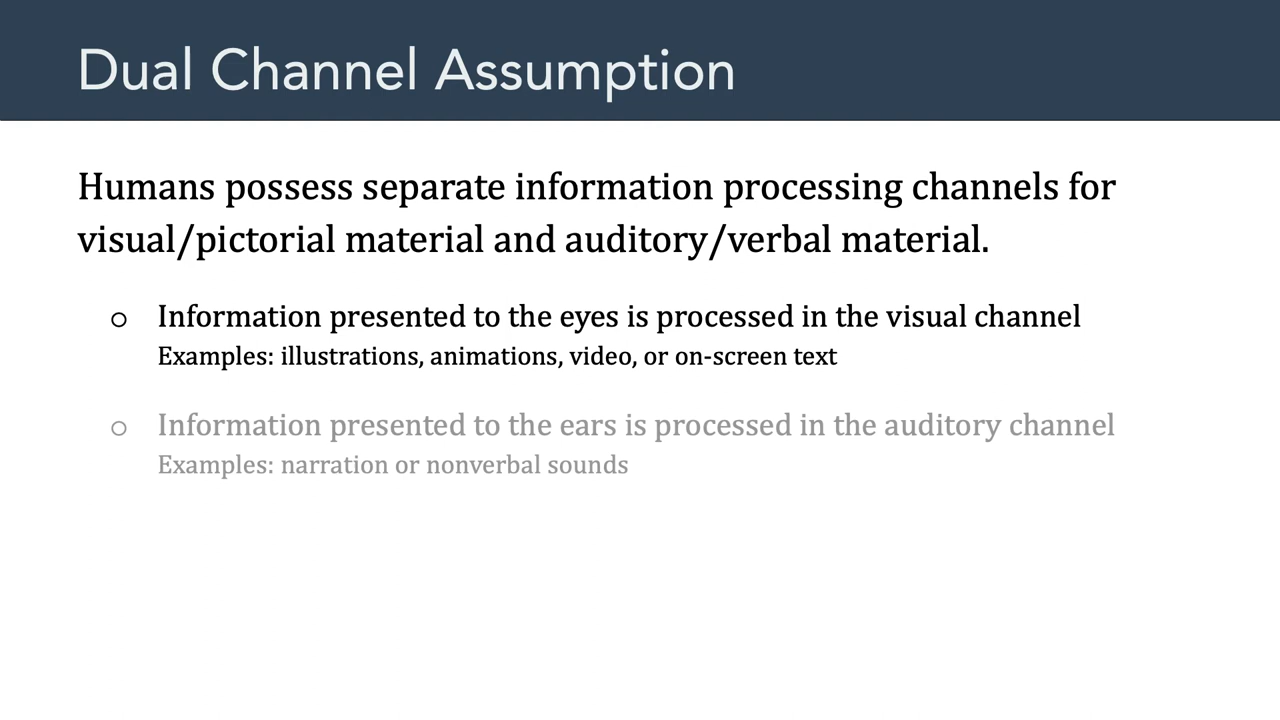 Dual Channel Assumption
Humans possess separate information processing channels for
visual/pictorial material and auditory/verbal material.
○ Information presented to the eyes is processed in the visual channel
Examples: illustrations, animations, video, or on-screen text
○ Information presented to the ears is processed in the auditory channel
Examples: narration or nonverbal sounds